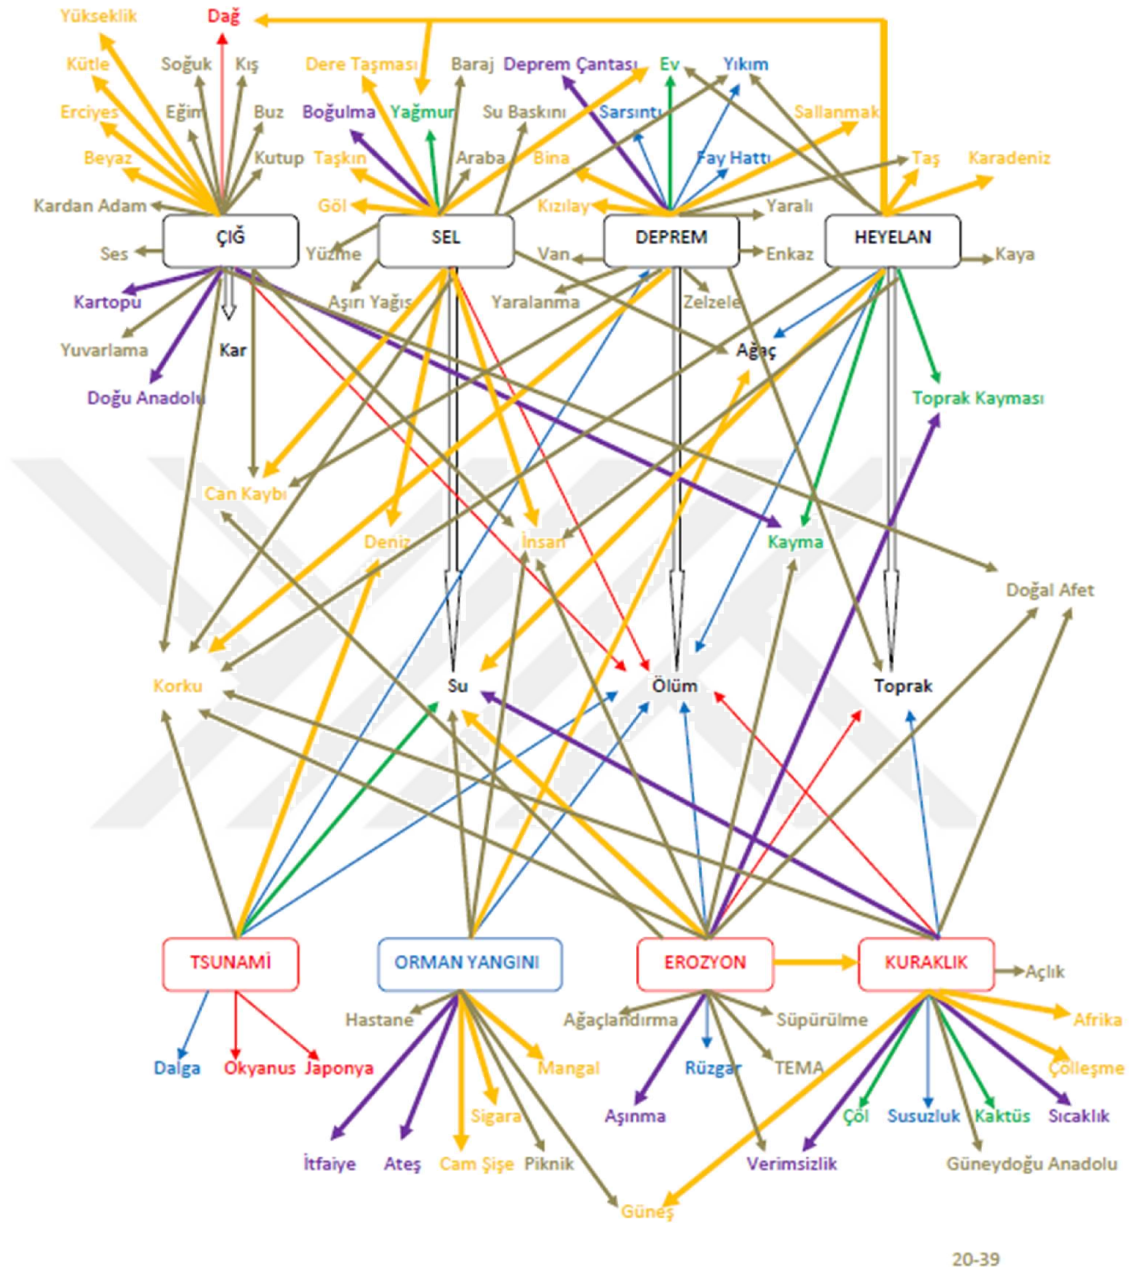 Yükseklik
Dağ
Kütle
Soğuk
Kış
Dere Taşması
Baraj
Deprem Çantası
Ev
Yıkım
Erciyes
Eğim
Buz
Boğulma
Yağmur
Su Baskını
Sarsıntı
Sallanmak
Beyaz
Kutup
Taşkın
Araba
Bina
Fay Hattı
Taş
Karadeniz
Kardan Adam
Göl
Kızılay
Yaralı
ÇIĞ
SEL
DEPREM
HEYELAN
Ses
Yüzme
Van
Enkaz
Kaya
Kartopu
Aşırı Yağış
Yaralanma
Zelzele
Yuvarlama
Kar
Ağaç
Doğu Anadolu
Toprak Kayması
Can Kaybı
Deniz
İnsan
Kayma
Doğal Afet
Korku
Su
Ölüm
Toprak
TSUNAMİ
ORMAN YANGINI
EROZYON
KURAKLIK
Açlık
Hastane
Ağaçlandırma
Süpürülme
Afrika
Dalga
Okyanus
Japonya
Mangal
Rüzgar
TEMA
Çölleşme
Sigara
Aşınma
Çöl
Susuzluk
Kaktüs
Sıcaklık
İtfaiye
Ateş
Cam Şişe
Piknik
Verimsizlik
Güneydoğu Anadolu
Güneş
20-39